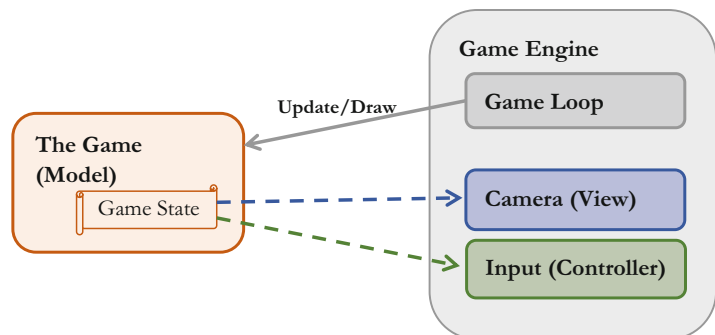 Game Engine
Game Loop
Update/Draw
The Game
(Model)
Game State
Camera (View)
Input (Controller)